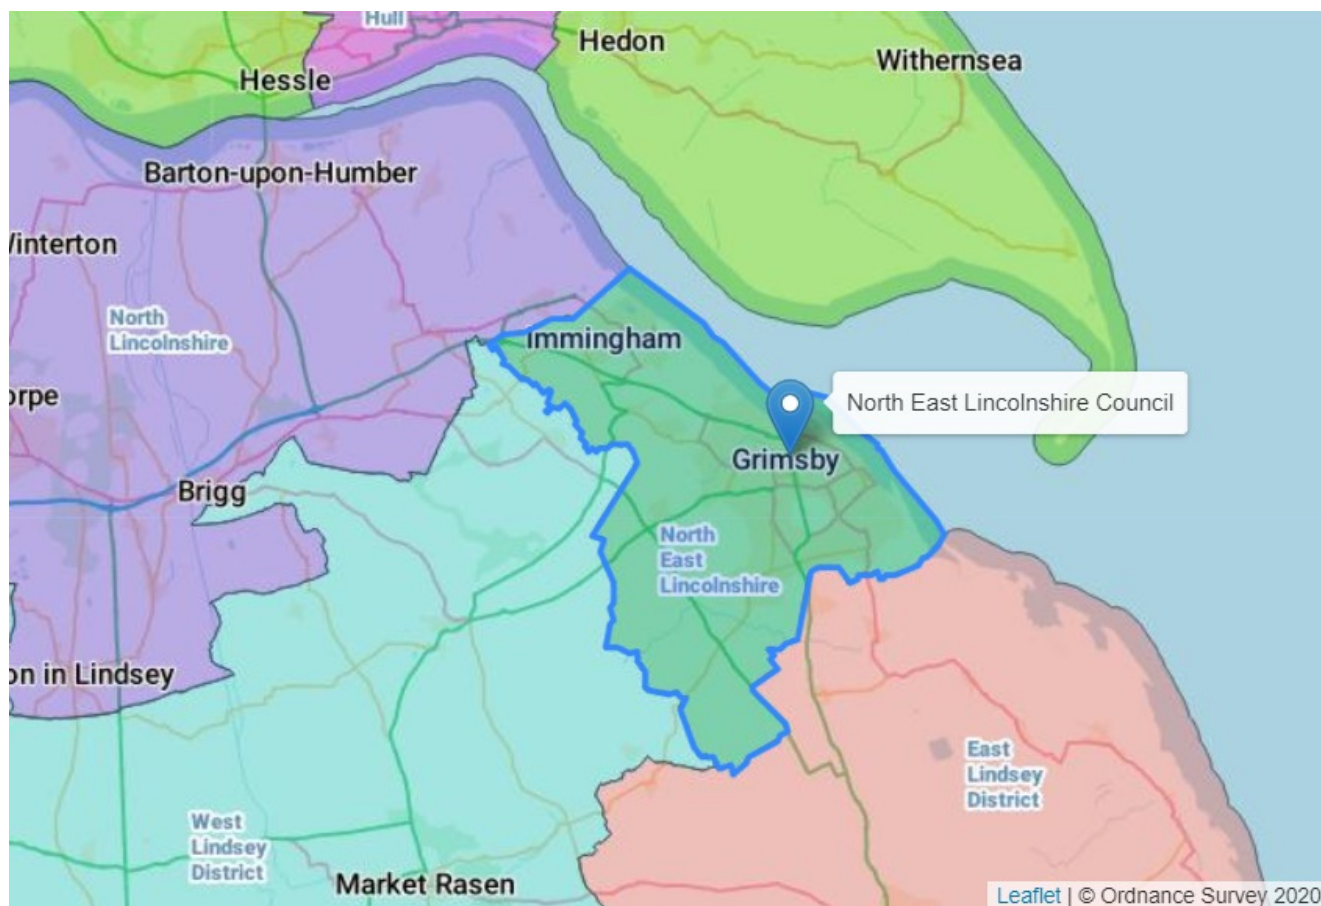 Hull
Hedon
Withernsea
Hessle
Barton-upon-Humber
Winterton
North
Lincolnshire
Immingham
North East Lincolnshire Council
orpe
Grimsby
Brigg
North
East
Lincolnshire
on in Lindsey
East
Lindsey
District
West
Lindsey
District
Market Rasen
Leaflet | © Ordnance Survey 2020